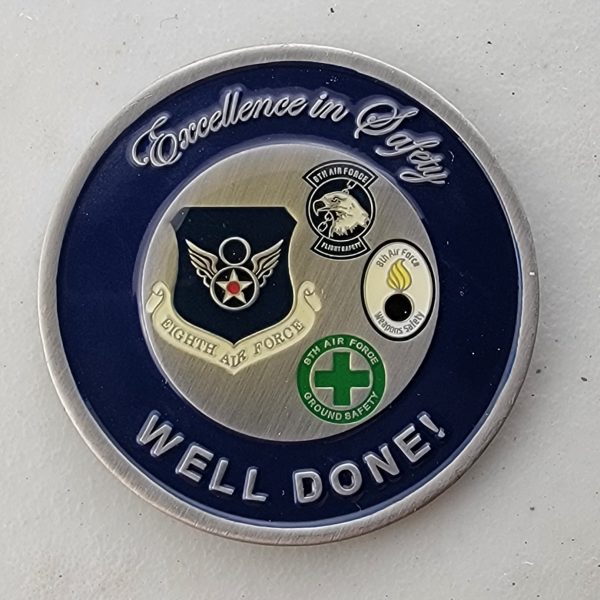 Excellence in Safety
8TH AIR FORCE
FLIGHT SAFETY
EIGHTH AIR FORCE
8th Air Force
Weapons Safety
8TH AIR FORCE
GROUND SAFETY
WELL DONE!